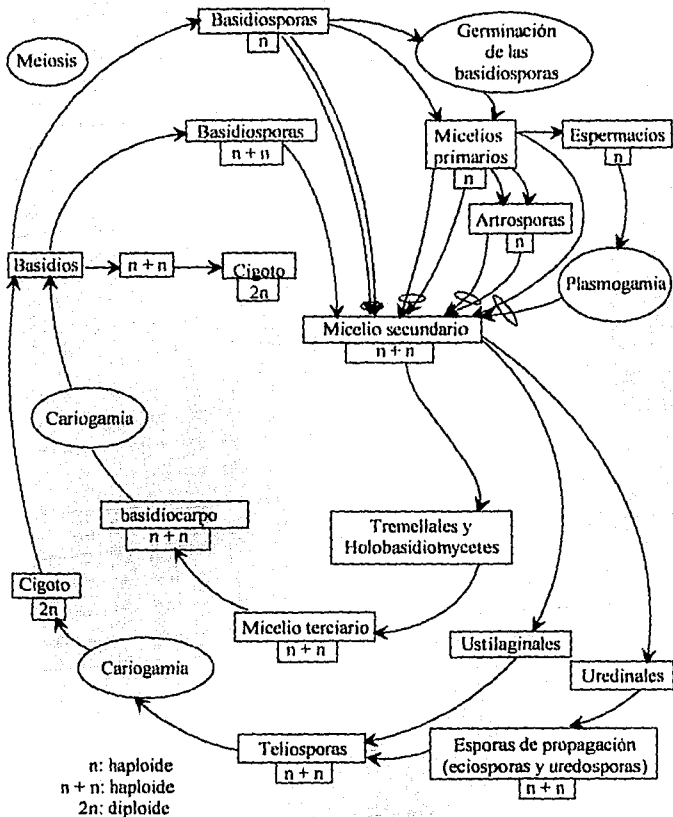 Basidiosporas
n
Meiosis
Germinación
de las
basidiosporas
Basidiosporas
n + n
Micelios
primarios
n
Espermacios
n
Artrosporas
n
Basidios
n + n
Cigoto
2n
Plasmogamia
Micelio secundario
n + n
Cariogamia
basidiocarpo
n + n
Tremellales y
Holobasidiomycetes
Cigoto
2n
Micelio terciario
n + n
Ustilaginales
Cariogamia
Uredinales
Teliosporas
n + n
Esporas de propagación
(eciosporas y uredosporas)
n + n
n: haploide
n + n: haploide
2n: diploide